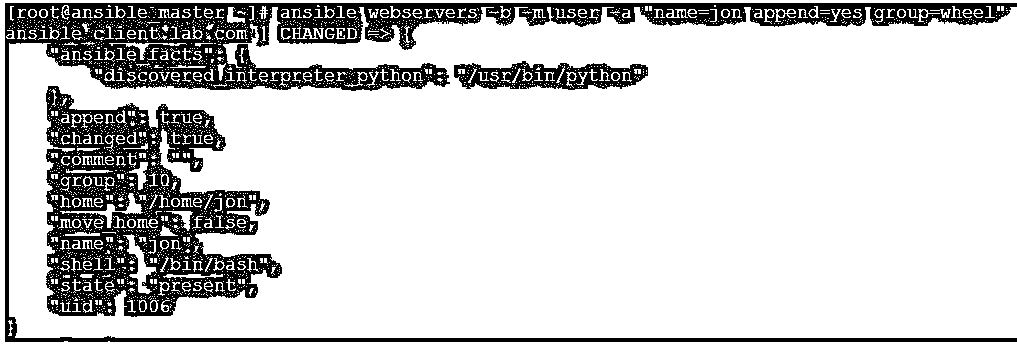 [root@ansible-master ~]# ansible webservers -b -m user -a "name=jon append=yes group=wheel"
ansible-client.lab.com | CHANGED => {
    "ansible_facts": {
        "discovered_interpreter_python": "/usr/bin/python"
    },
    "append": true,
    "changed": true,
    "comment": "",
    "group": 10,
    "home": "/home/jon",
    "move_home": false,
    "name": "jon",
    "shell": "/bin/bash",
    "state": "present",
    "uid": 1006
}